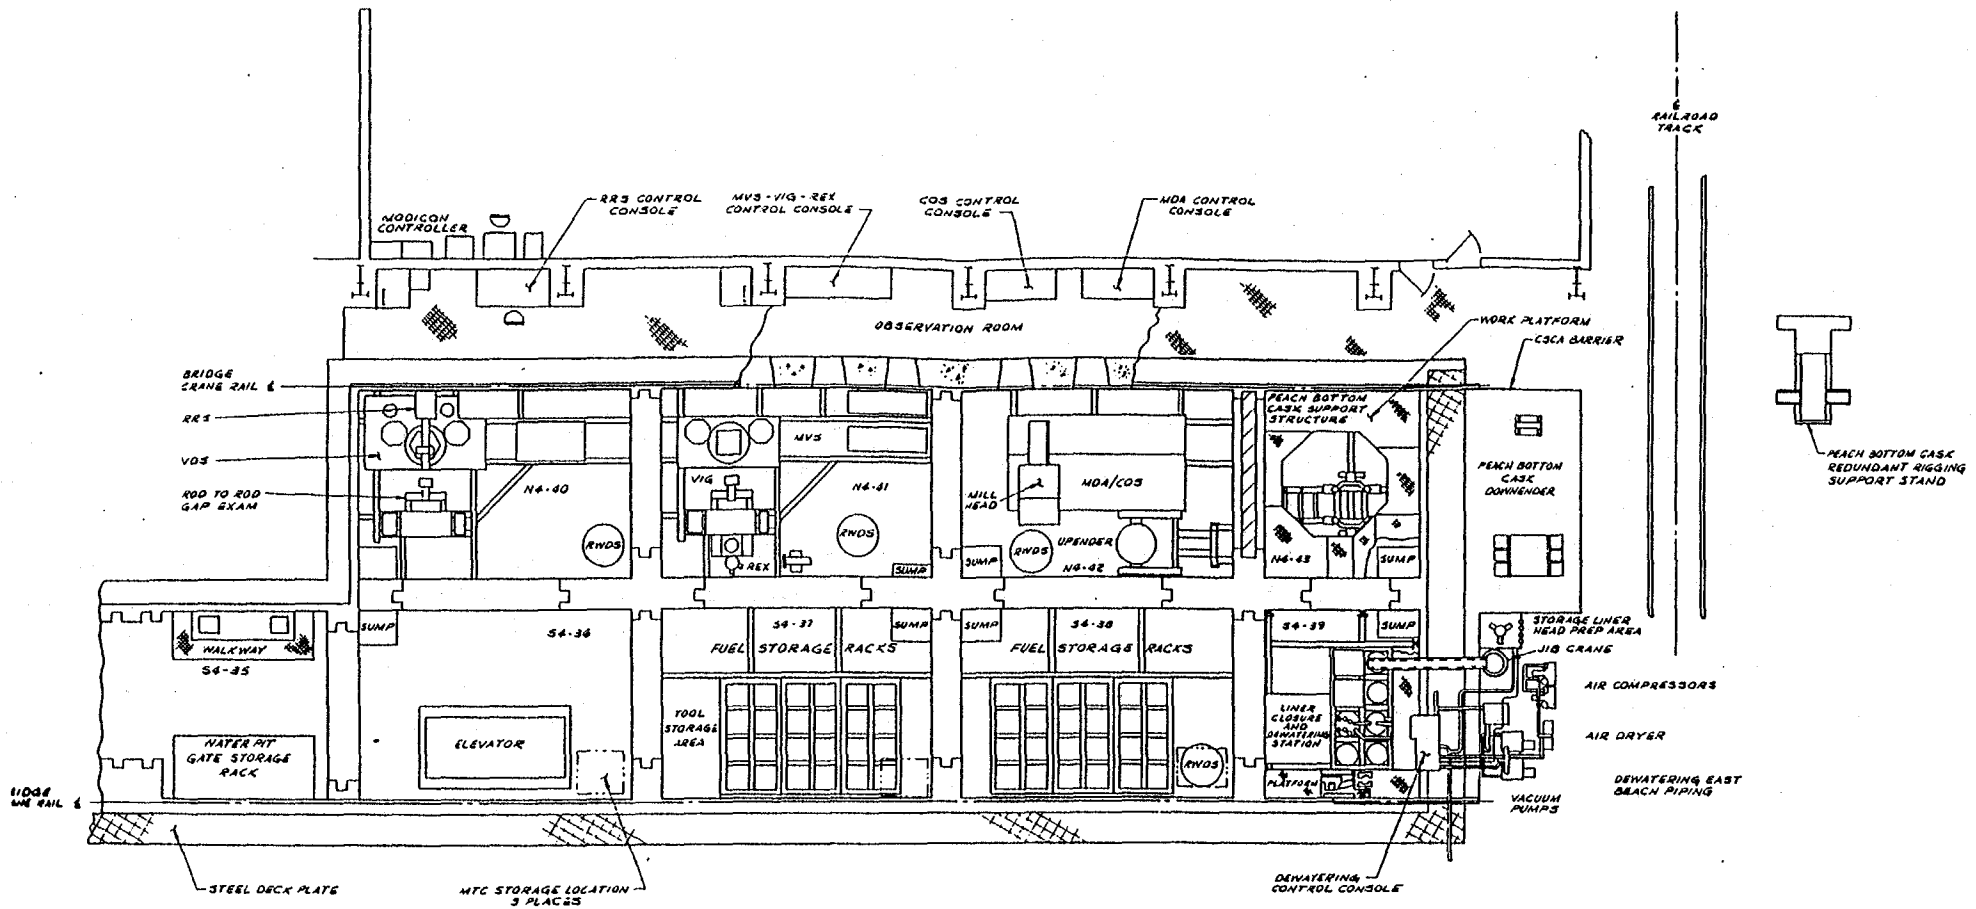 ℄
RAILROAD
TRACK
RRS CONTROL
CONSOLE
MVS-VIG-REX
CONTROL CONSOLE
COS CONTROL
CONSOLE
MDA CONTROL
CONSOLE
MODICON
CONTROLLER
OBSERVATION ROOM
WORK PLATFORM
CSCA BARRIER
BRIDGE
CRANE RAIL ℄
RRS
VDS
ROD TO ROD
GAP EXAM
N4-40
RWDS
MVS
VIG
N4-41
RWDS
REX
SUMP
MILL
HEAD
MDA/COS
RWDS
UPENDER
SUMP
N4-42
PEACH BOTTOM
CASK SUPPORT
STRUCTURE
N4-43
SUMP
PEACH BOTTOM
CASK
DOWNENDER
PEACH BOTTOM CASK
REDUNDANT RIGGING
SUPPORT STAND
WALKWAY
S4-35
WATER PIT
GATE STORAGE
RACK
SUMP
S4-36
ELEVATOR
S4-37
SUMP
FUEL STORAGE RACKS
TOOL
STORAGE
AREA
SUMP
S4-38
FUEL STORAGE RACKS
RWDS
S4-39
SUMP
LINER
CLOSURE
AND
DEWATERING
STATION
PLATFORM
STORAGE LINER
HEAD PREP AREA
JIB CRANE
AIR COMPRESSORS
AIR DRYER
DEWATERING EAST
BEACH PIPING
VACUUM
PUMPS
RAIL ℄
STEEL DECK PLATE
MTC STORAGE LOCATION
3 PLACES
DEWATERING
CONTROL CONSOLE